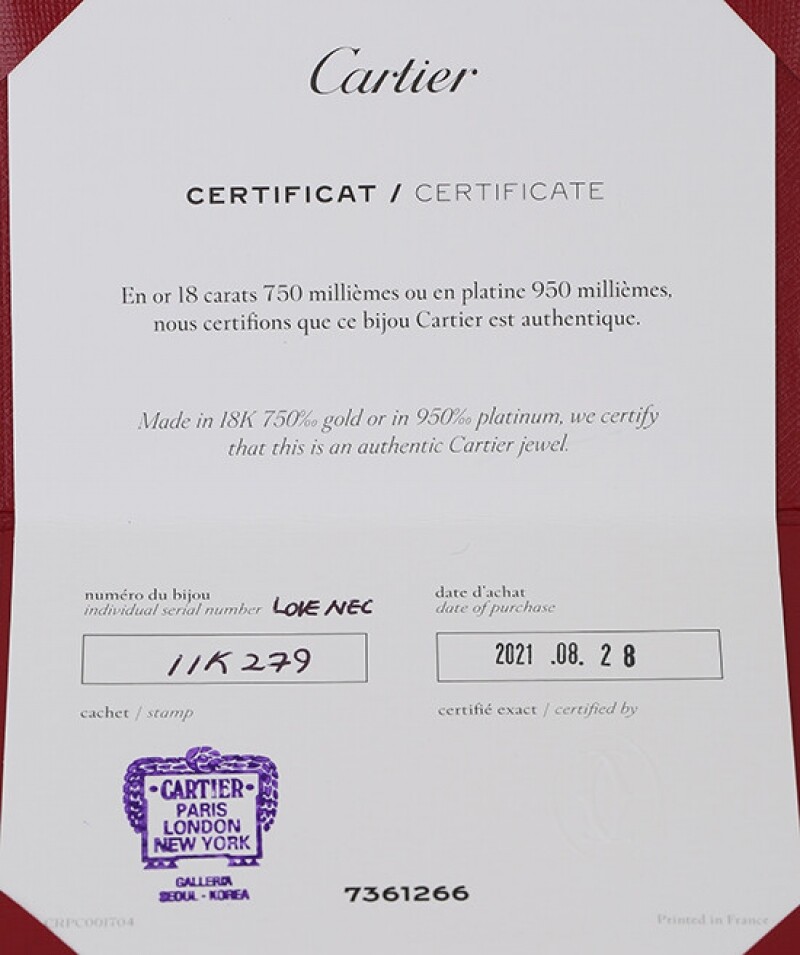 Cartier
CERTIFICAT / CERTIFICATE
En or 18 carats 750 millièmes ou en platine 950 millièmes,
nous certifions que ce bijou Cartier est authentique.
Made in 18K 750‰ gold or in 950‰ platinum, we certify
that this is an authentic Cartier jewel.
numéro du bijou
individual serial number LOVE NEC
11K279
date d'achat
date of purchase
2021 .08. 28
cachet / stamp
certifié exact / certified by
·CARTIER·
PARIS
LONDON
NEW YORK
GALLERIA
SEOUL - KOREA
7361266
CRPC001704
Printed in France